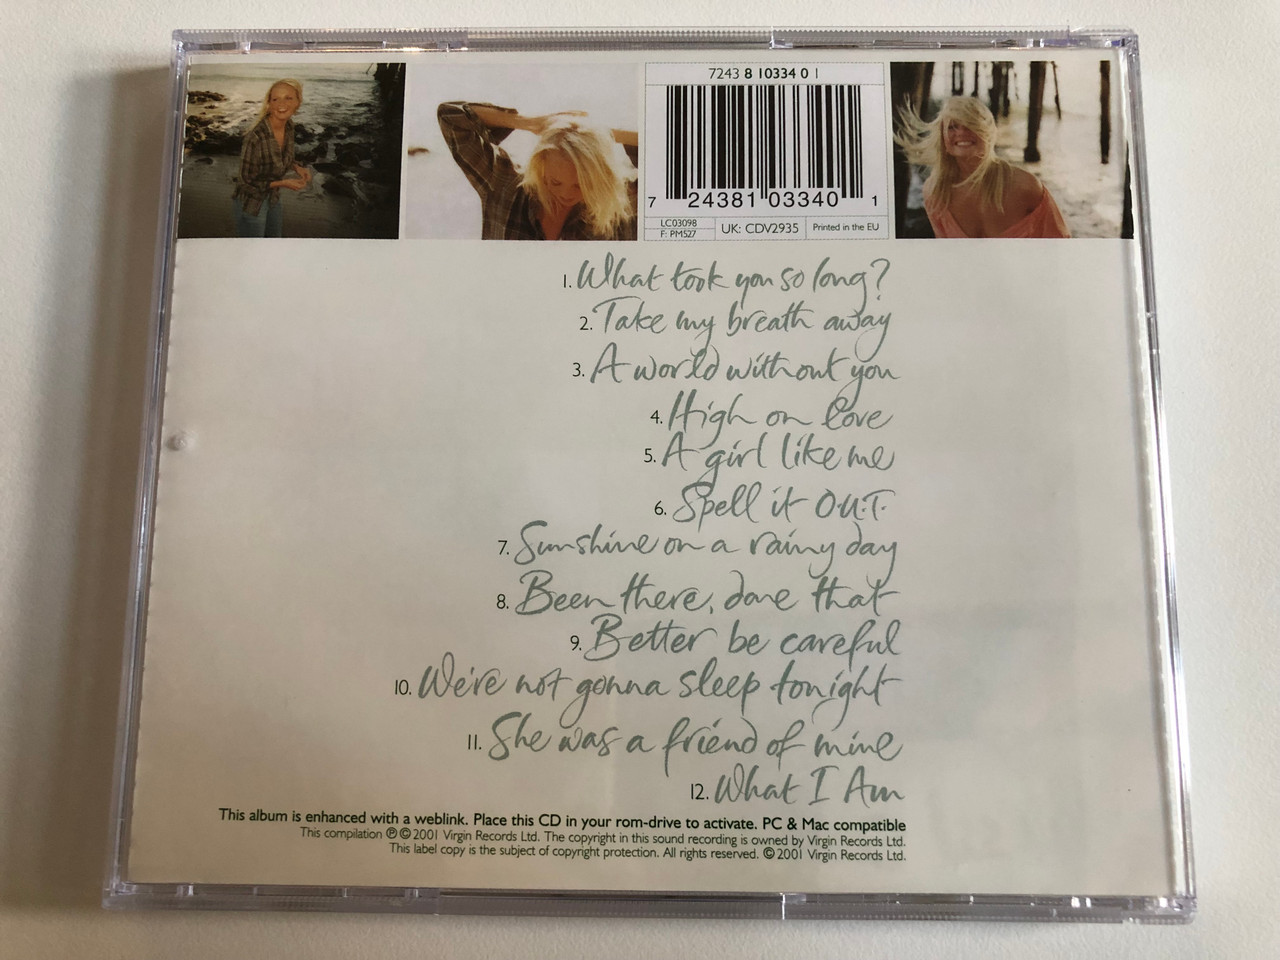 7243 8 10334 0 1
7 24381 03340 1
LC03098
F: PM527
UK: CDV2935
Printed in the EU
1. What took you so long?
2. Take my breath away
3. A world without you
4. High on love
5. A girl like me
6. Spell it O.U.T.
7. Sunshine on a rainy day
8. Been there, done that
9. Better be careful
10. We're not gonna sleep tonight
11. She was a friend of mine
12. What I Am
This album is enhanced with a weblink. Place this CD in your rom-drive to activate. PC & Mac compatible
This compilation ℗ © 2001 Virgin Records Ltd. The copyright in this sound recording is owned by Virgin Records Ltd.
This label copy is the subject of copyright protection. All rights reserved. © 2001 Virgin Records Ltd.